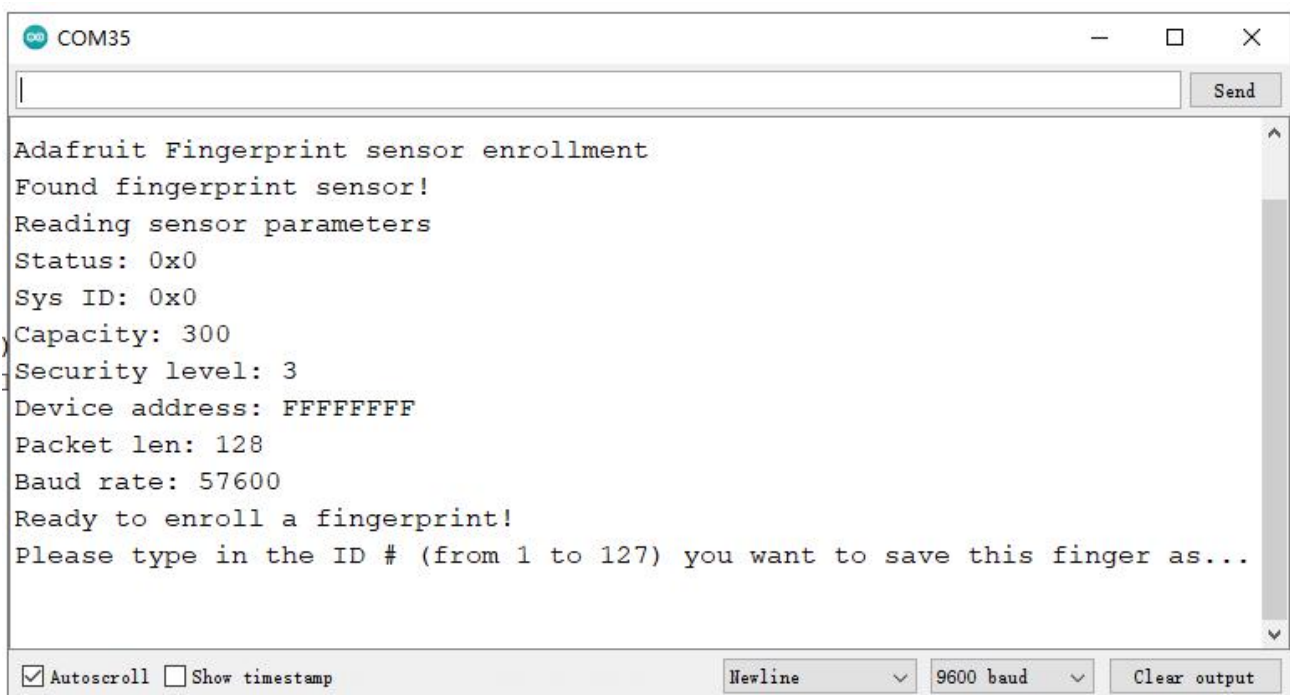 COM35
Send
Adafruit Fingerprint sensor enrollment
Found fingerprint sensor!
Reading sensor parameters
Status: 0x0
Sys ID: 0x0
Capacity: 300
Security level: 3
Device address: FFFFFFFF
Packet len: 128
Baud rate: 57600
Ready to enroll a fingerprint!
Please type in the ID # (from 1 to 127) you want to save this finger as...
Autoscroll Show timestamp Newline 9600 baud Clear output